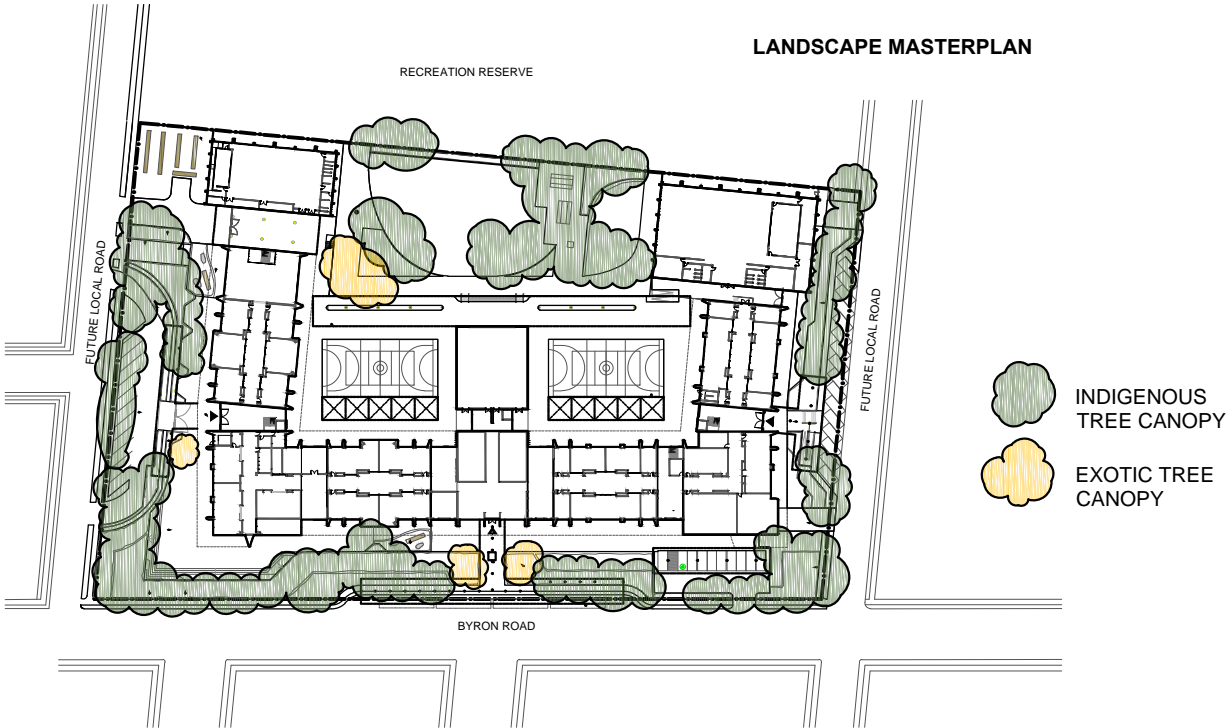 LANDSCAPE MASTERPLAN
RECREATION RESERVE
FUTURE LOCAL ROAD
FUTURE LOCAL ROAD
INDIGENOUS
TREE CANOPY
EXOTIC TREE
CANOPY
BYRON ROAD